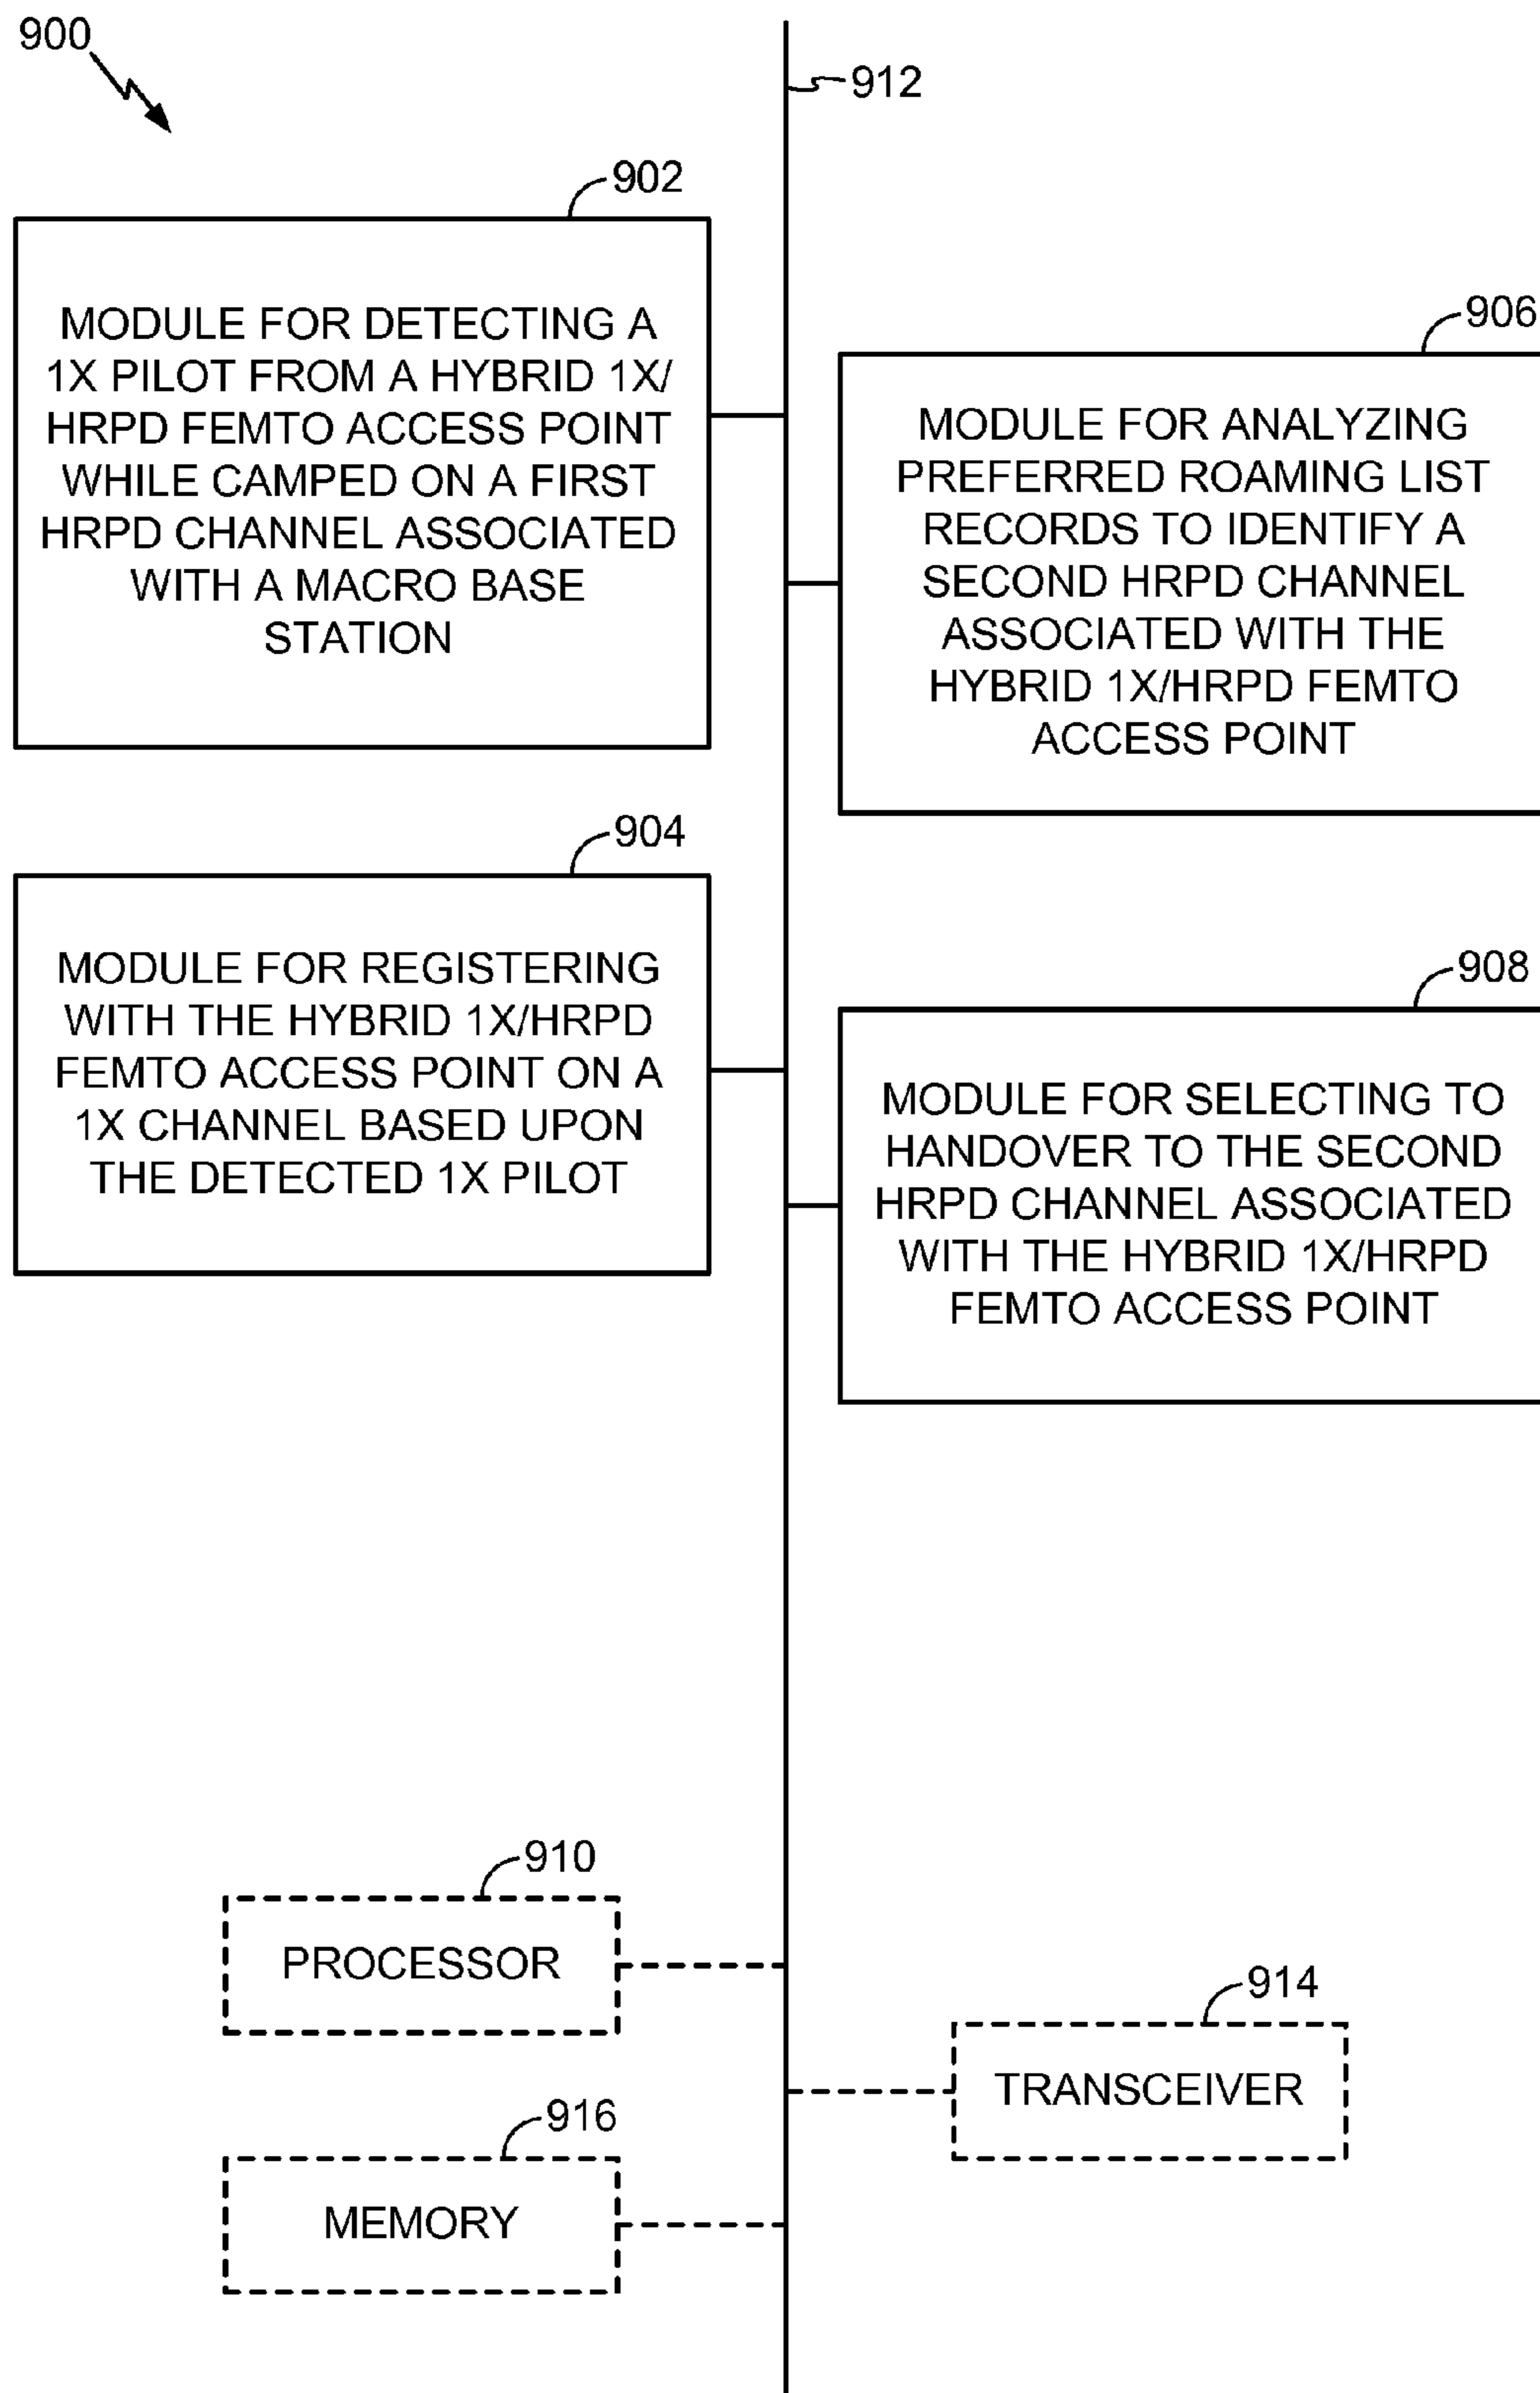 900
912
902
MODULE FOR DETECTING A
1X PILOT FROM A HYBRID 1X/
HRPD FEMTO ACCESS POINT
WHILE CAMPED ON A FIRST
HRPD CHANNEL ASSOCIATED
WITH A MACRO BASE
STATION
906
MODULE FOR ANALYZING
PREFERRED ROAMING LIST
RECORDS TO IDENTIFY A
SECOND HRPD CHANNEL
ASSOCIATED WITH THE
HYBRID 1X/HRPD FEMTO
ACCESS POINT
904
MODULE FOR REGISTERING
WITH THE HYBRID 1X/HRPD
FEMTO ACCESS POINT ON A
1X CHANNEL BASED UPON
THE DETECTED 1X PILOT
908
MODULE FOR SELECTING TO
HANDOVER TO THE SECOND
HRPD CHANNEL ASSOCIATED
WITH THE HYBRID 1X/HRPD
FEMTO ACCESS POINT
910
PROCESSOR
914
TRANSCEIVER
916
MEMORY